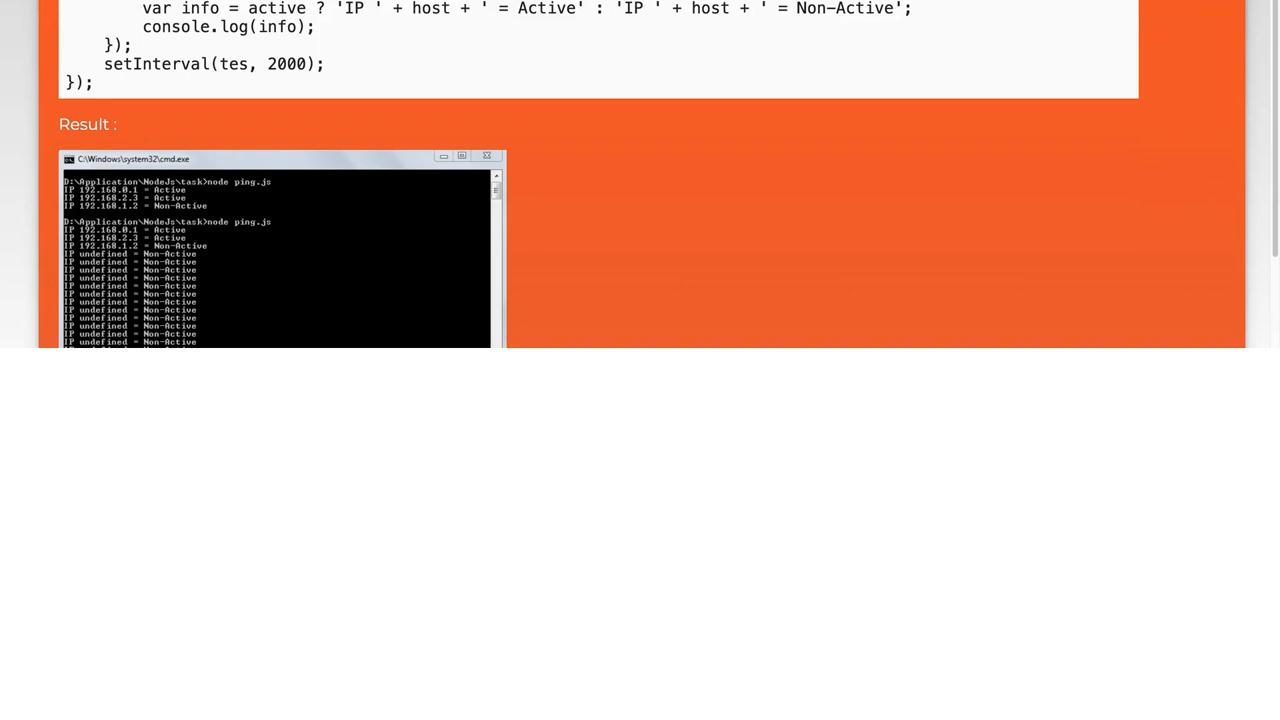 var info = active ? 'IP ' + host + ' = Active' : 'IP ' + host + ' = Non-Active';
console.log(info);
});
setInterval(tes, 2000);
});
Result :
C:\Windows\system32\cmd.exe
D:\Application\NodeJs\task>node ping.js
IP 192.168.0.1 = Active
IP 192.168.2.3 = Active
IP 192.168.1.2 = Non-Active
D:\Application\NodeJs\task>node ping.js
IP 192.168.0.1 = Active
IP 192.168.2.3 = Active
IP 192.168.1.2 = Non-Active
IP undefined = Non-Active
IP undefined = Non-Active
IP undefined = Non-Active
IP undefined = Non-Active
IP undefined = Non-Active
IP undefined = Non-Active
IP undefined = Non-Active
IP undefined = Non-Active
IP undefined = Non-Active
IP undefined = Non-Active
IP undefined = Non-Active
IP undefined = Non-Active